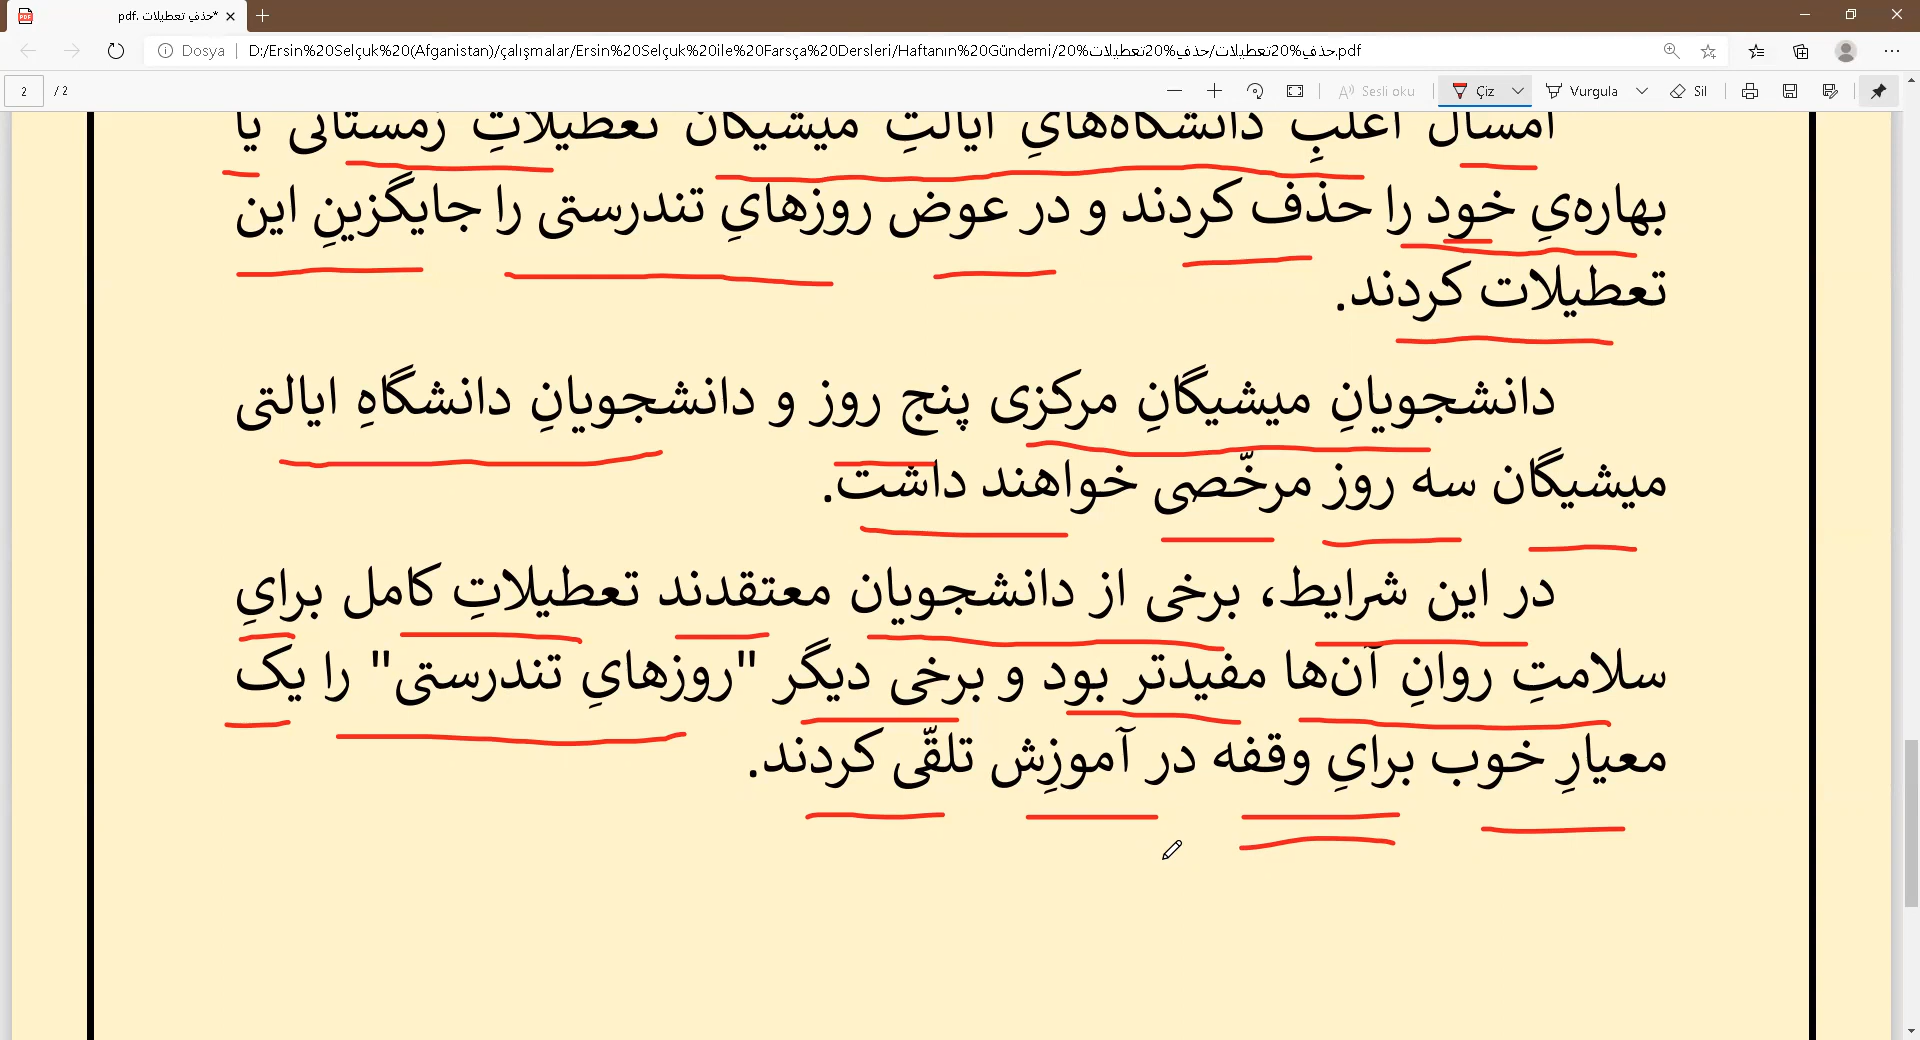 حذفِ تعطیلات .pdf*
Dosya
D:/Ersin%20Selçuk%20(Afganistan)/çalışmalar/Ersin%20Selçuk%20ile%20Farsça%20Dersleri/Haftanın%20Gündemi/حذفِ%20تعطیلات/حذفِ%20تعطیلات%20.pdf
2 / 2
Sesli oku
Çiz
Vurgula
Sil
امسال اغلبِ دانشگاه‌هایِ ایالتِ میشیگان تعطیلاتِ زمستانی یا
بهاره‌یِ خود را حذف کردند و در عوض روزهایِ تندرستی را جایگزینِ این
تعطیلات کردند.
دانشجویانِ میشیگانِ مرکزی پنج روز و دانشجویانِ دانشگاهِ ایالتی
میشیگان سه روز مرخّصی خواهند داشت.
در این شرایط، برخی از دانشجویان معتقدند تعطیلاتِ کامل برایِ
سلامتِ روانِ آن‌ها مفیدتر بود و برخی دیگر "روزهایِ تندرستی" را یک
معیارِ خوب برایِ وقفه در آموزِش تلقّی کردند.